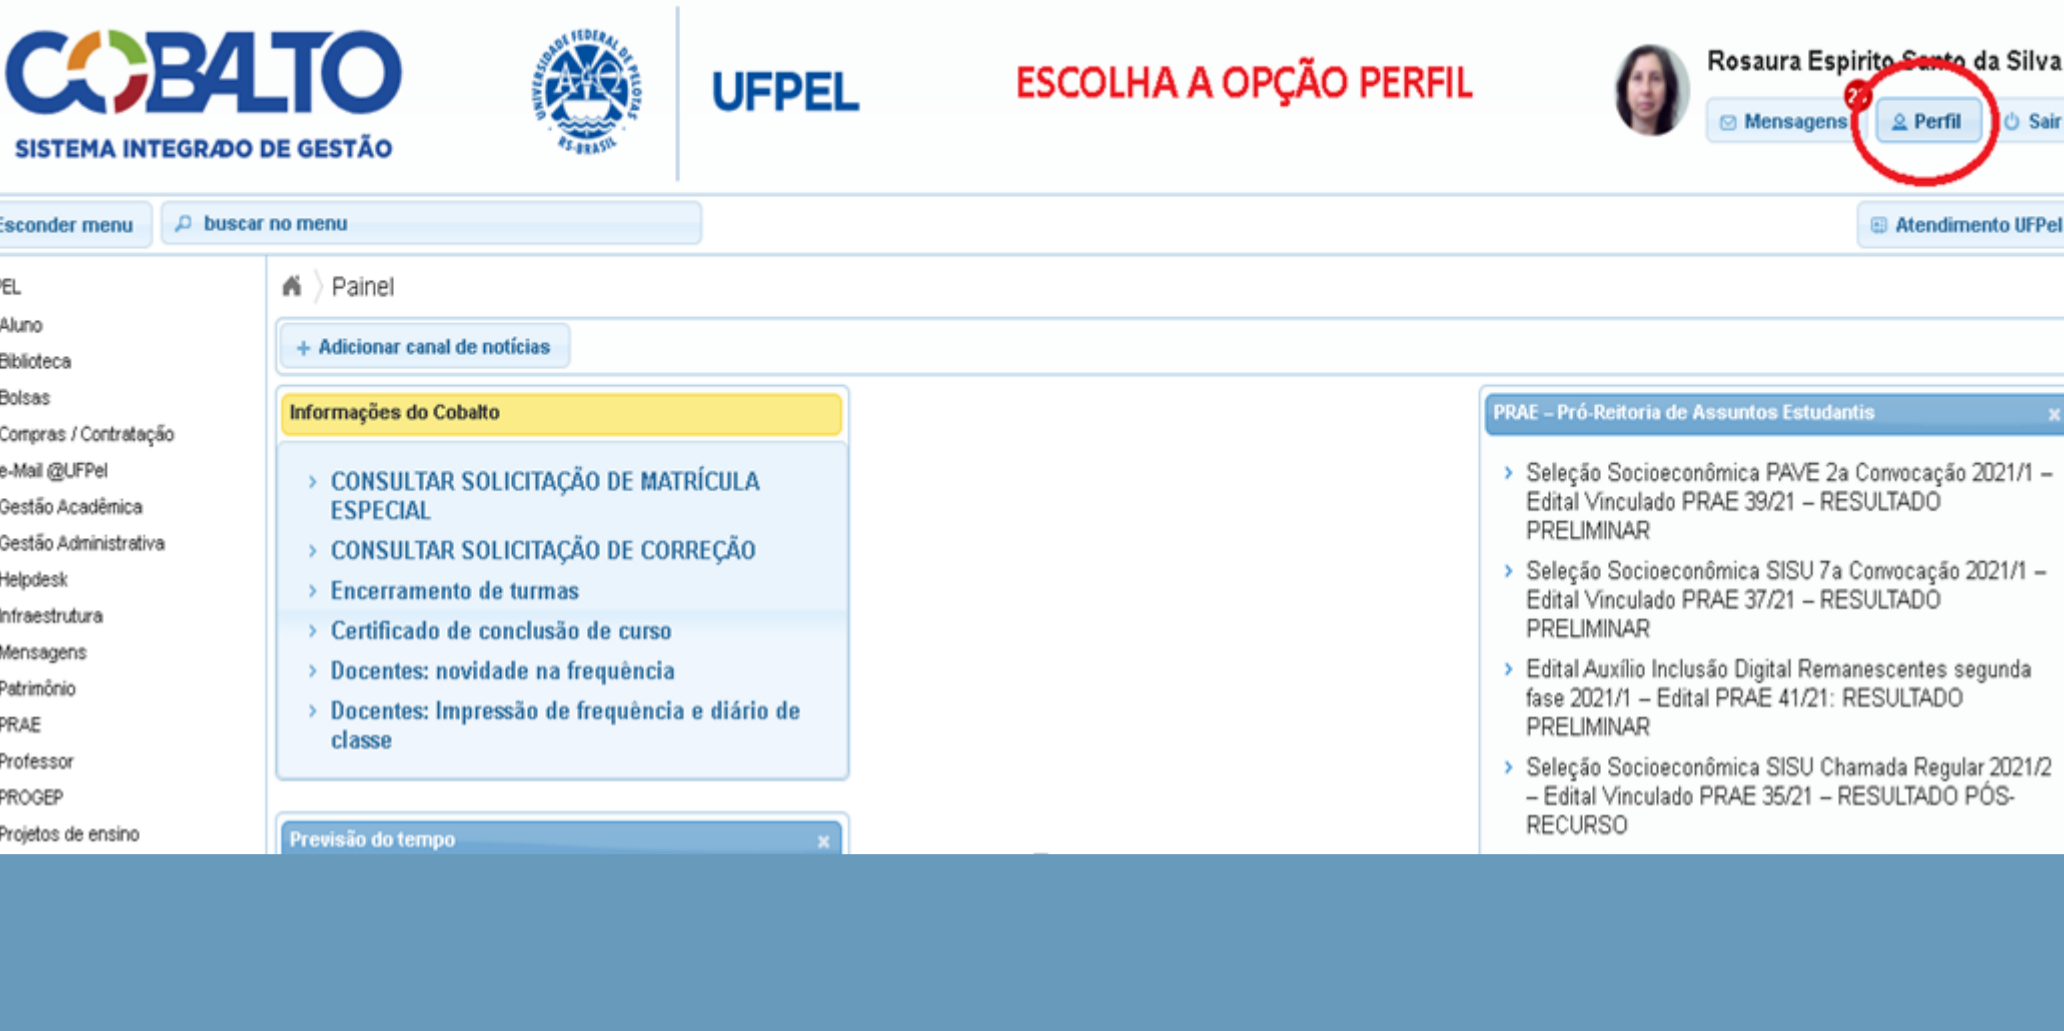 COBALTO
SISTEMA INTEGRADO DE GESTÃO
UNIVERSIDADE FEDERAL DE PELOTAS
RS-BRASIL
UFPEL
ESCOLHA A OPÇÃO PERFIL
Rosaura Espirito Santo da Silva
Mensagens
Perfil
Sair
Esconder menu
buscar no menu
Atendimento UFPel
PEL
Aluno
Biblioteca
Bolsas
Compras / Contratação
e-Mail @UFPel
Gestão Acadêmica
Gestão Administrativa
Helpdesk
Infraestrutura
Mensagens
Patrimônio
PRAE
Professor
PROGEP
Projetos de ensino
Painel
+ Adicionar canal de notícias
Informações do Cobalto
CONSULTAR SOLICITAÇÃO DE MATRÍCULA
ESPECIAL
CONSULTAR SOLICITAÇÃO DE CORREÇÃO
Encerramento de turmas
Certificado de conclusão de curso
Docentes: novidade na frequência
Docentes: Impressão de frequência e diário de
classe
Previsão do tempo
PRAE – Pró-Reitoria de Assuntos Estudantis
Seleção Socioeconômica PAVE 2a Convocação 2021/1 –
Edital Vinculado PRAE 39/21 – RESULTADO
PRELIMINAR
Seleção Socioeconômica SISU 7a Convocação 2021/1 –
Edital Vinculado PRAE 37/21 – RESULTADO
PRELIMINAR
Edital Auxílio Inclusão Digital Remanescentes segunda
fase 2021/1 – Edital PRAE 41/21: RESULTADO
PRELIMINAR
Seleção Socioeconômica SISU Chamada Regular 2021/2
– Edital Vinculado PRAE 35/21 – RESULTADO PÓS-
RECURSO